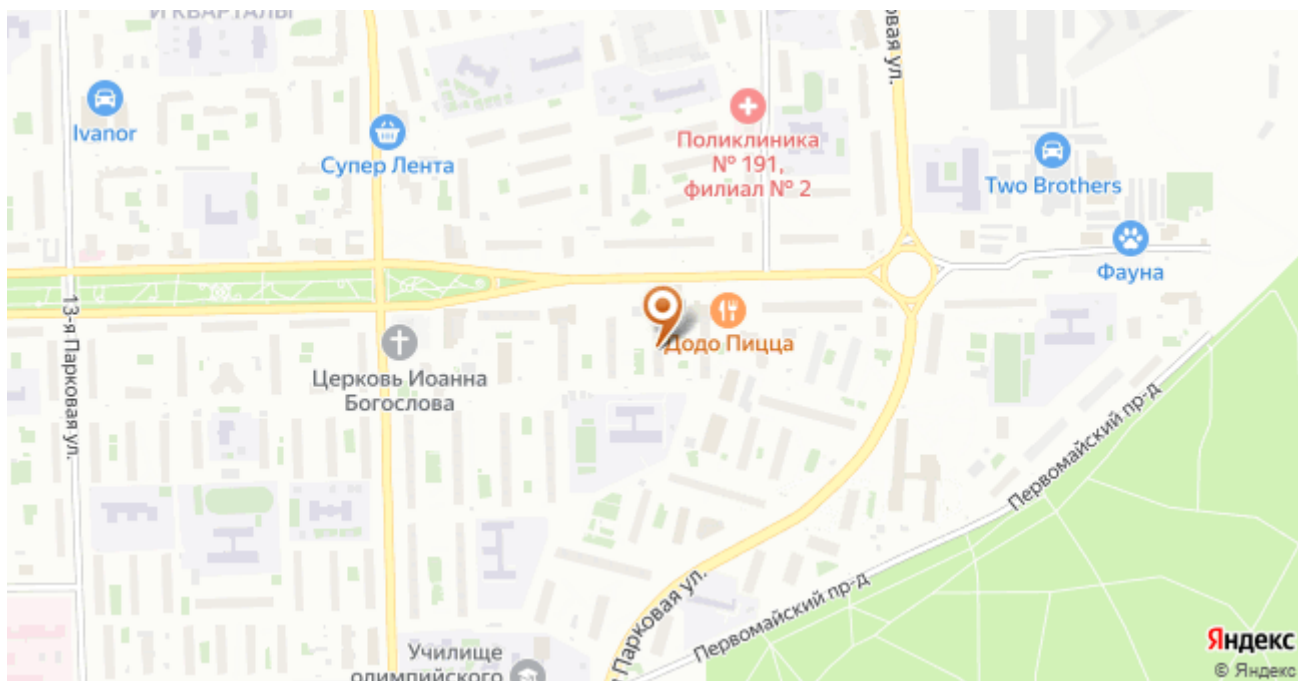 И КВАРТАЛЫ
овая ул.
Ivanor
Супер Лента
Поликлиника
№ 191,
филиал № 2
Two Brothers
Фауна
13-я Парковая ул.
Додо Пицца
Церковь Иоанна
Богослова
Первомайский пр-д
Парковая ул.
Первомайский пр-д
Училище
олимпийского
Яндекс
© Яндекс